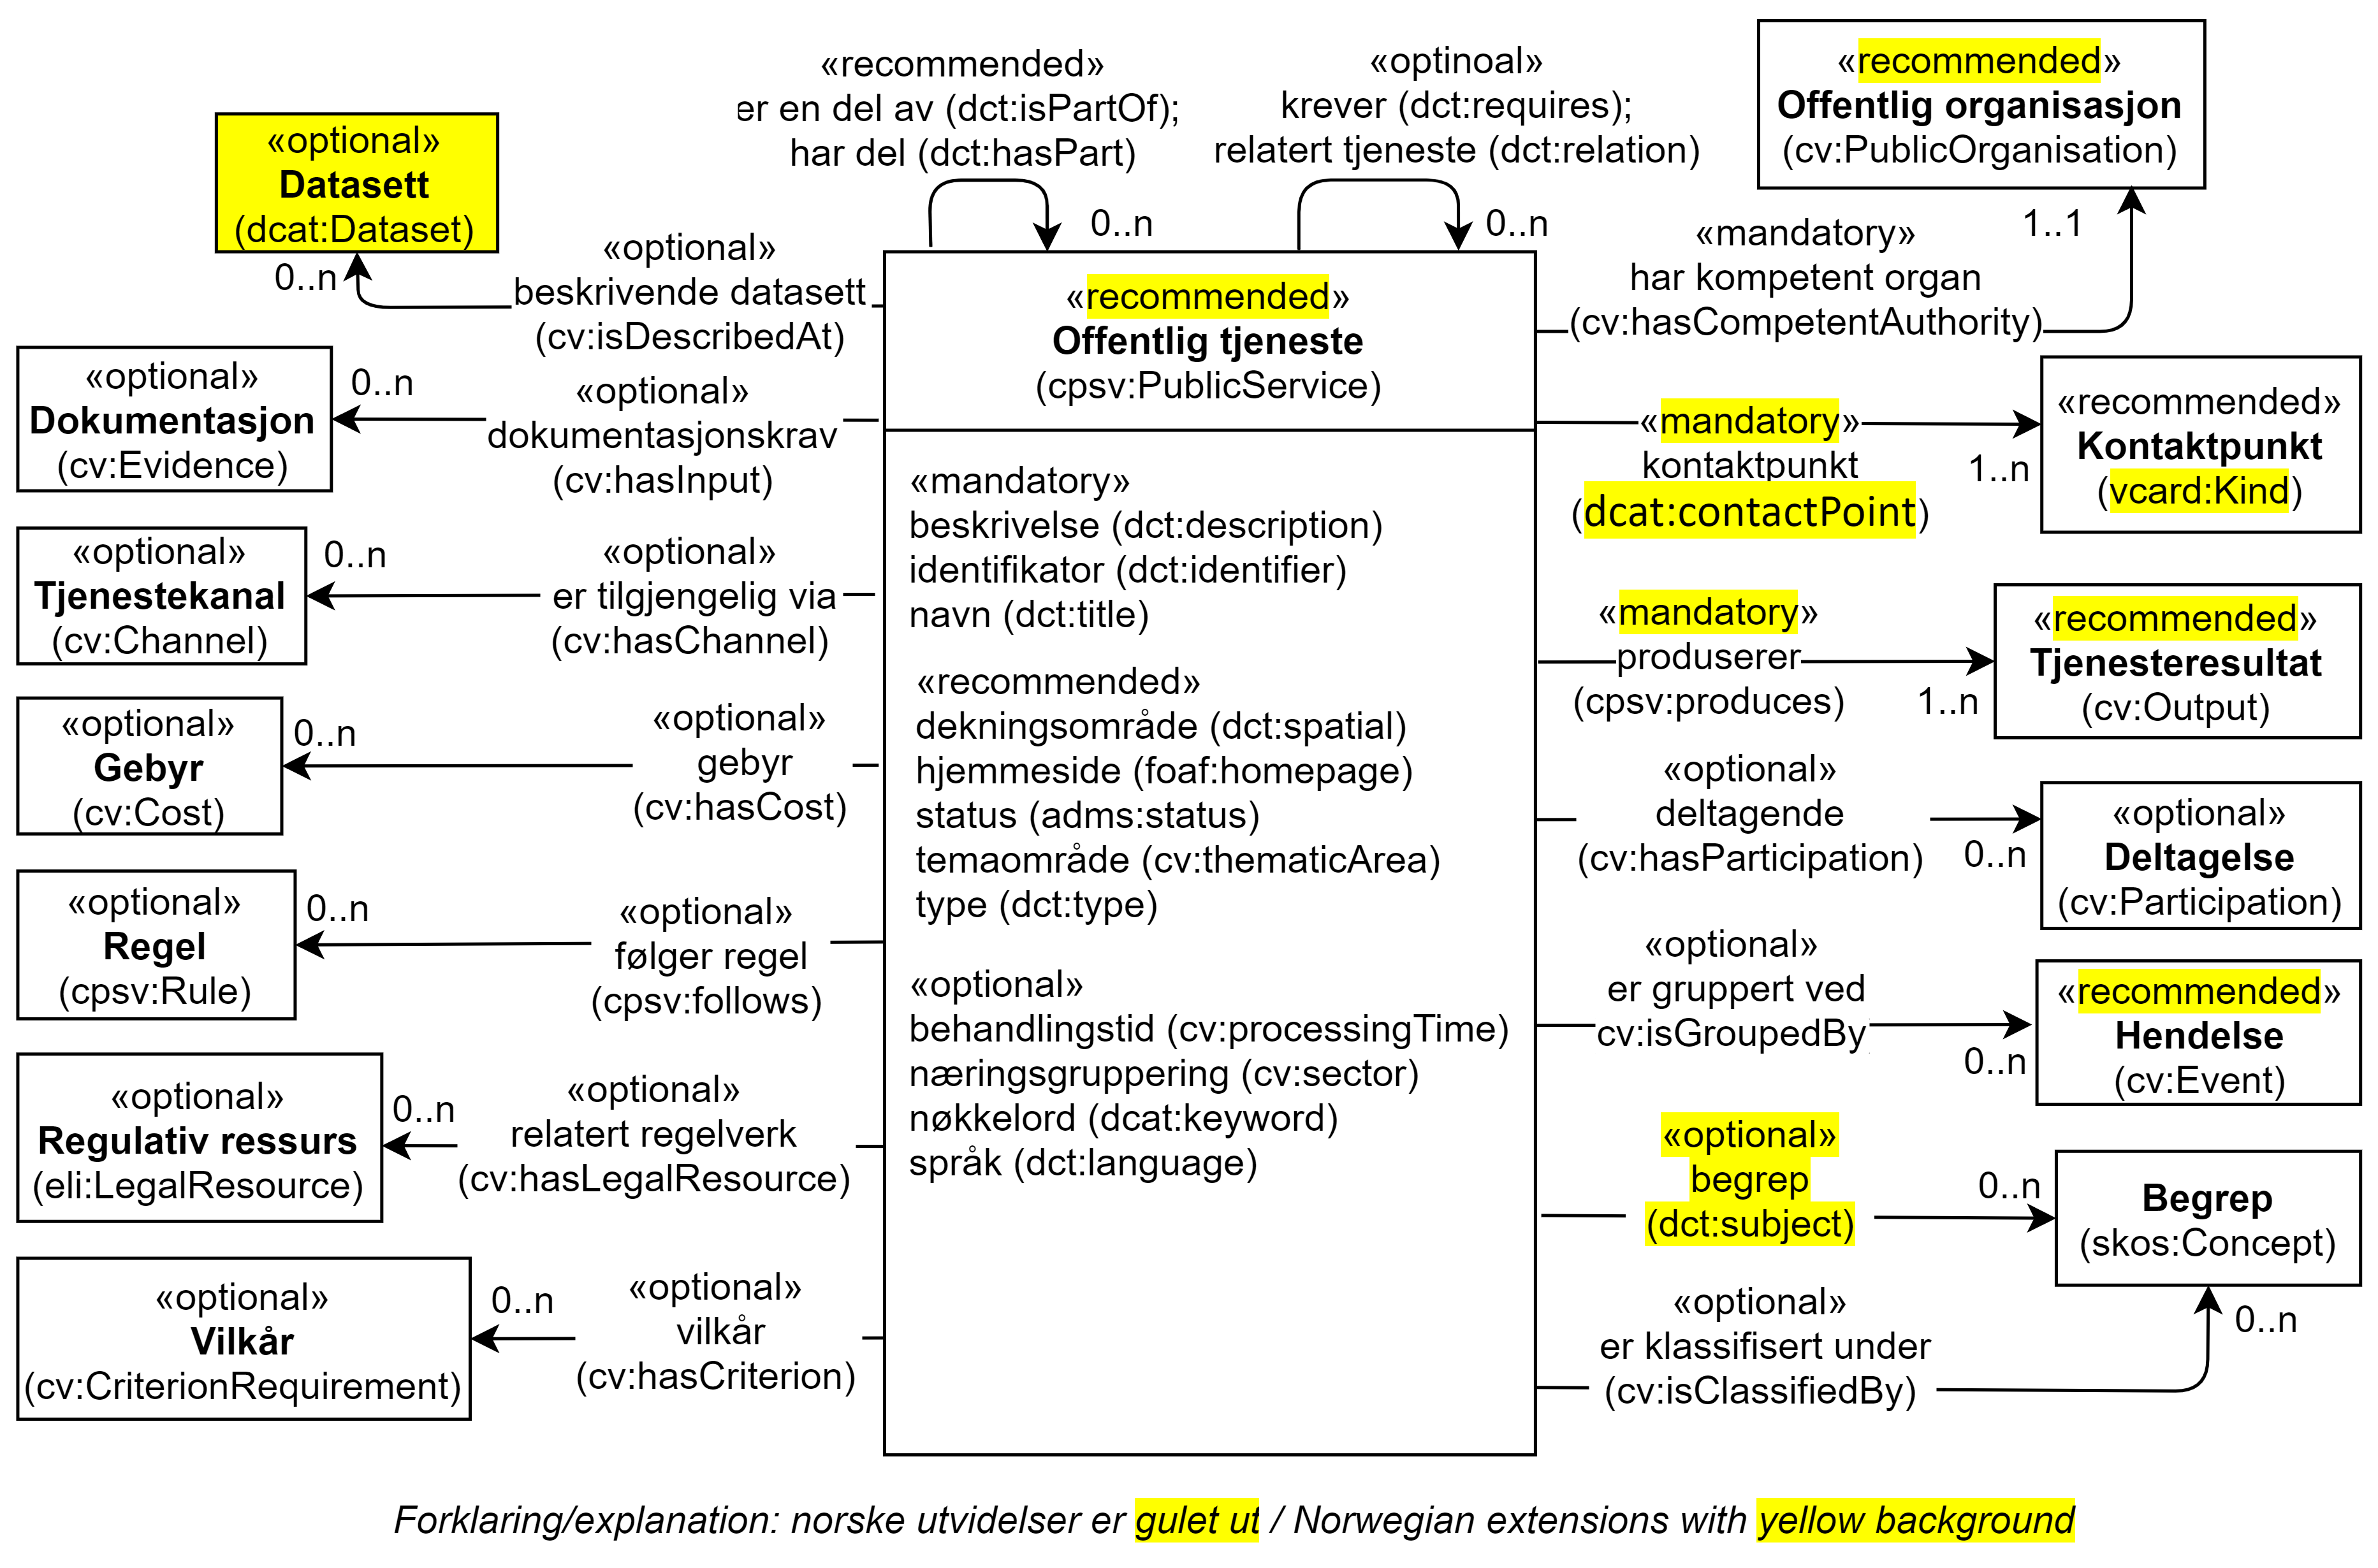 «recommended»
er en del av (dct:isPartOf);
har del (dct:hasPart)
0..n
«optinoal»
krever (dct:requires);
relatert tjeneste (dct:relation)
0..n
«recommended»
Offentlig organisasjon
(cv:PublicOrganisation)
1..1
«mandatory»
har kompetent organ
(cv:hasCompetentAuthority)
«optional»
Datasett
(dcat:Dataset)
0..n
«optional»
beskrivende datasett
(cv:isDescribedAt)
«optional»
Dokumentasjon
(cv:Evidence)
0..n
«optional»
dokumentasjonskrav
(cv:hasInput)
«optional»
Tjenestekanal
(cv:Channel)
0..n
«optional»
er tilgjengelig via
(cv:hasChannel)
«optional»
Gebyr
(cv:Cost)
0..n
«optional»
gebyr
(cv:hasCost)
«optional»
Regel
(cpsv:Rule)
0..n
«optional»
følger regel
(cpsv:follows)
«optional»
Regulativ ressurs
(eli:LegalResource)
0..n
«optional»
relatert regelverk
(cv:hasLegalResource)
«optional»
Vilkår
(cv:CriterionRequirement)
0..n
«optional»
vilkår
(cv:hasCriterion)
«recommended»
Offentlig tjeneste
(cpsv:PublicService)
«mandatory»
beskrivelse (dct:description)
identifikator (dct:identifier)
navn (dct:title)
«recommended»
dekningsområde (dct:spatial)
hjemmeside (foaf:homepage)
status (adms:status)
temaområde (cv:thematicArea)
type (dct:type)
«optional»
behandlingstid (cv:processingTime)
næringsgruppering (cv:sector)
nøkkelord (dcat:keyword)
språk (dct:language)
«mandatory»
kontaktpunkt
(dcat:contactPoint)
1..n
«recommended»
Kontaktpunkt
(vcard:Kind)
«mandatory»
produserer
(cpsv:produces)
1..n
«recommended»
Tjenesteresultat
(cv:Output)
«optional»
deltagende
(cv:hasParticipation)
0..n
«optional»
Deltagelse
(cv:Participation)
«optional»
er gruppert ved
cv:isGroupedBy
0..n
«recommended»
Hendelse
(cv:Event)
«optional»
begrep
(dct:subject)
0..n
Begrep
(skos:Concept)
«optional»
er klassifisert under
(cv:isClassifiedBy)
0..n
Forklaring/explanation: norske utvidelser er gulet ut / Norwegian extensions with yellow background